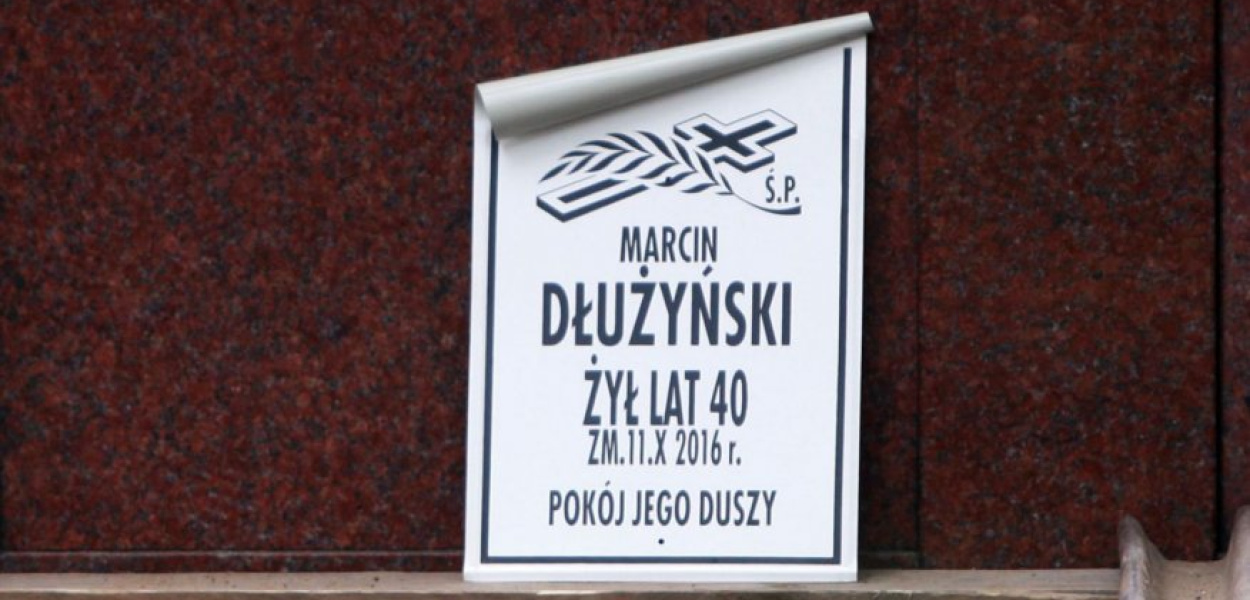 Ś.P.
MARCIN
DŁUŻYŃSKI
ŻYŁ LAT 40
ZM.11.X 2016 r.
POKÓJ JEGO DUSZY